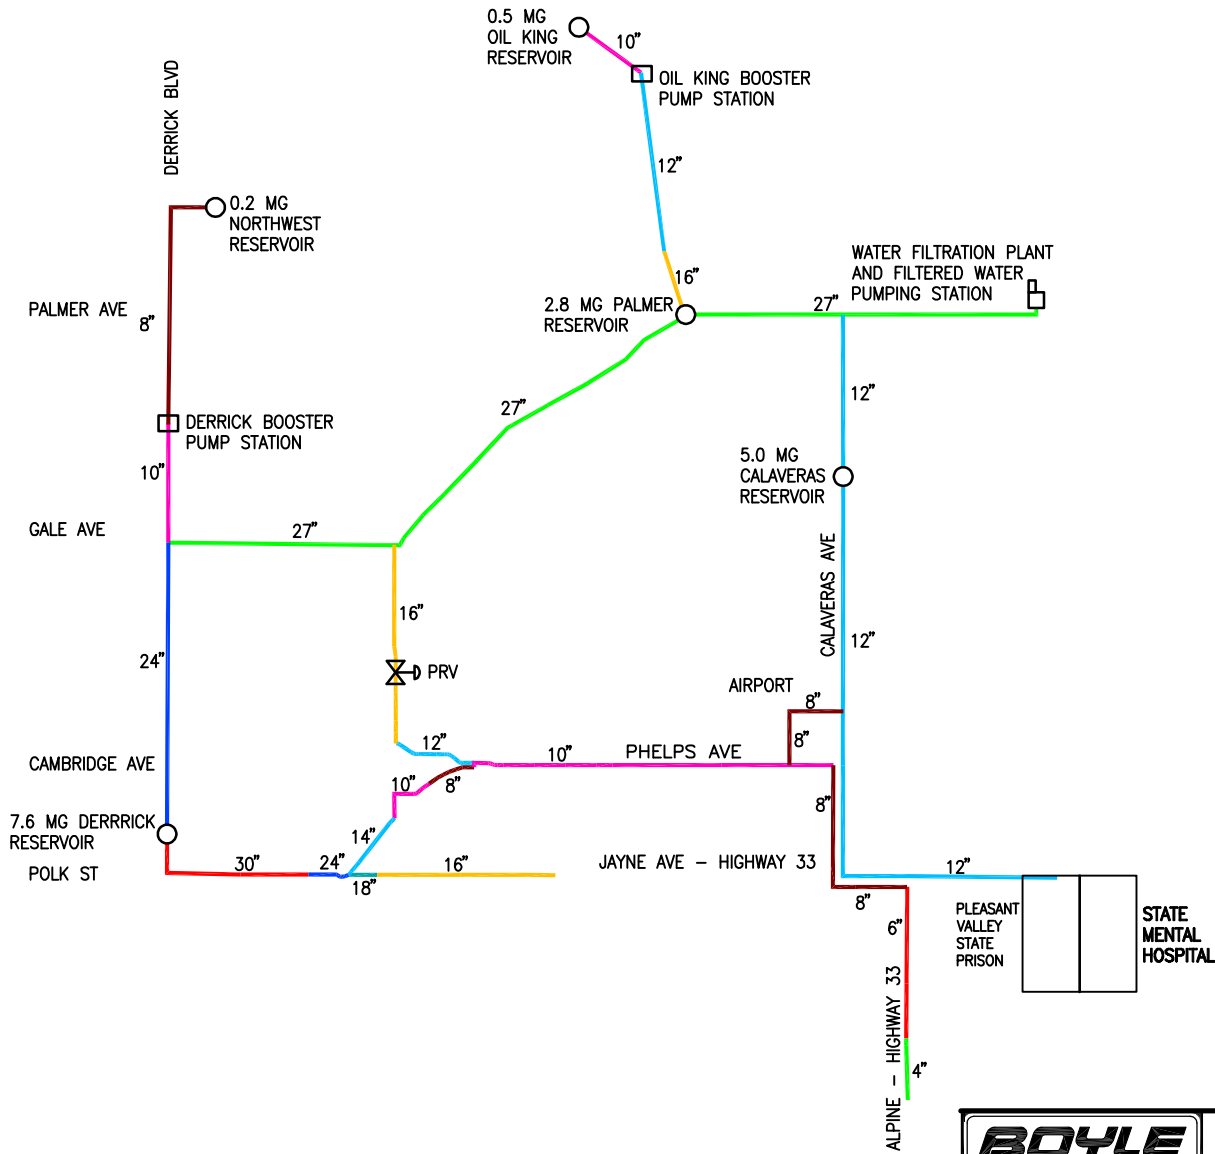 0.5 MG
OIL KING
RESERVOIR
10"
OIL KING BOOSTER
PUMP STATION
DERRICK BLVD
12"
0.2 MG
NORTHWEST
RESERVOIR
WATER FILTRATION PLANT
AND FILTERED WATER
PUMPING STATION
16"
2.8 MG PALMER
RESERVOIR
27"
PALMER AVE
8"
12"
27"
DERRICK BOOSTER
PUMP STATION
10"
5.0 MG
CALAVERAS
RESERVOIR
GALE AVE
27"
CALAVERAS AVE
16"
12"
24"
PRV
AIRPORT
8"
8"
12"
10"
PHELPS AVE
CAMBRIDGE AVE
10"
8"
8"
7.6 MG DERRRICK
RESERVOIR
14"
POLK ST
30"
24"
18"
16"
JAYNE AVE – HIGHWAY 33
12"
8"
6"
PLEASANT
VALLEY
STATE
PRISON
STATE
MENTAL
HOSPITAL
ALPINE – HIGHWAY 33
4"
BOYLE